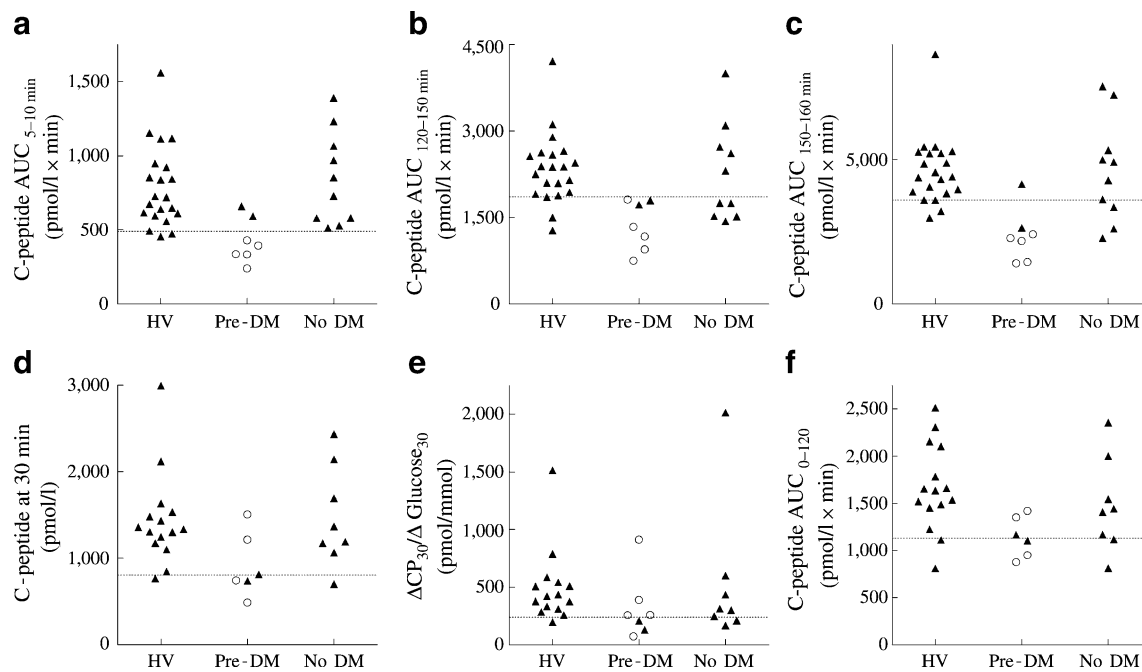 a
C-peptide AUC 5–10 min
(pmol/l × min)
1,500
1,000
500
0
HV Pre-DM No DM
b
C-peptide AUC 120–150 min
(pmol/l × min)
4,500
3,000
1,500
0
HV Pre-DM No DM
c
C-peptide AUC 150–160 min
(pmol/l × min)
5,000
0
HV Pre-DM No DM
d
C-peptide at 30 min
(pmol/l)
3,000
2,000
1,000
0
HV Pre-DM No DM
e
ΔCP30/Δ Glucose30
(pmol/mmol)
2,000
1,500
1,000
500
0
HV Pre-DM No DM
f
C-peptide AUC 0–120
(pmol/l × min)
2,500
2,000
1,500
1,000
500
0
HV Pre-DM No DM